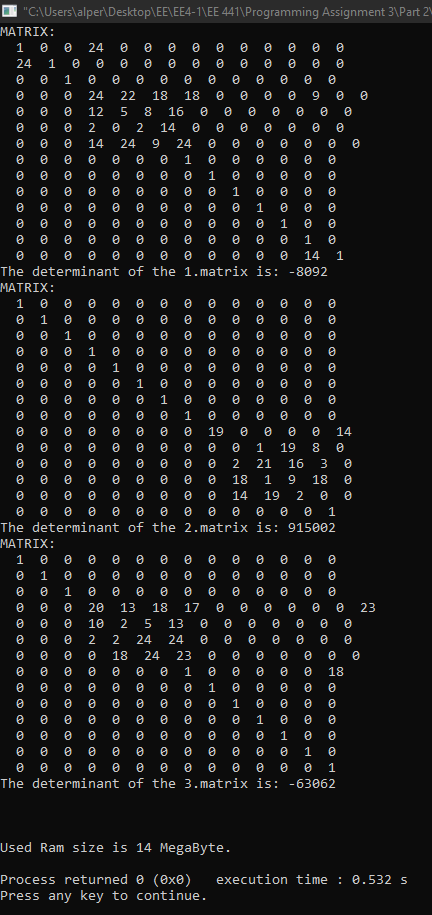 "C:\Users\alper\Desktop\EE\EE4-1\EE 441\Programming Assignment 3\Part 2\
MATRIX:
1 0 0 24 0 0 0 0 0 0 0 0 0 0
24 1 0 0 0 0 0 0 0 0 0 0 0 0
0 0 1 0 0 0 0 0 0 0 0 0 0 0
0 0 0 24 22 18 18 0 0 0 0 9 0 0
0 0 0 12 5 8 16 0 0 0 0 0 0 0
0 0 0 2 0 2 14 0 0 0 0 0 0 0
0 0 0 14 24 9 24 0 0 0 0 0 0 0
0 0 0 0 0 0 0 1 0 0 0 0 0 0
0 0 0 0 0 0 0 0 1 0 0 0 0 0
0 0 0 0 0 0 0 0 0 1 0 0 0 0
0 0 0 0 0 0 0 0 0 0 1 0 0 0
0 0 0 0 0 0 0 0 0 0 0 1 0 0
0 0 0 0 0 0 0 0 0 0 0 0 1 0
0 0 0 0 0 0 0 0 0 0 0 0 14 1
The determinant of the 1.matrix is: -8092
MATRIX:
1 0 0 0 0 0 0 0 0 0 0 0 0 0
0 1 0 0 0 0 0 0 0 0 0 0 0 0
0 0 1 0 0 0 0 0 0 0 0 0 0 0
0 0 0 1 0 0 0 0 0 0 0 0 0 0
0 0 0 0 1 0 0 0 0 0 0 0 0 0
0 0 0 0 0 1 0 0 0 0 0 0 0 0
0 0 0 0 0 0 1 0 0 0 0 0 0 0
0 0 0 0 0 0 0 1 0 0 0 0 0 0
0 0 0 0 0 0 0 0 19 0 0 0 0 14
0 0 0 0 0 0 0 0 0 0 1 19 8 0
0 0 0 0 0 0 0 0 0 2 21 16 3 0
0 0 0 0 0 0 0 0 0 18 1 9 18 0
0 0 0 0 0 0 0 0 0 14 19 2 0 0
0 0 0 0 0 0 0 0 0 0 0 0 0 1
The determinant of the 2.matrix is: 915002
MATRIX:
1 0 0 0 0 0 0 0 0 0 0 0 0 0
0 1 0 0 0 0 0 0 0 0 0 0 0 0
0 0 1 0 0 0 0 0 0 0 0 0 0 0
0 0 0 20 13 18 17 0 0 0 0 0 0 23
0 0 0 10 2 5 13 0 0 0 0 0 0 0
0 0 0 2 2 24 24 0 0 0 0 0 0 0
0 0 0 0 18 24 23 0 0 0 0 0 0 0
0 0 0 0 0 0 0 1 0 0 0 0 0 18
0 0 0 0 0 0 0 0 1 0 0 0 0 0
0 0 0 0 0 0 0 0 0 1 0 0 0 0
0 0 0 0 0 0 0 0 0 0 1 0 0 0
0 0 0 0 0 0 0 0 0 0 0 1 0 0
0 0 0 0 0 0 0 0 0 0 0 0 1 0
0 0 0 0 0 0 0 0 0 0 0 0 0 1
The determinant of the 3.matrix is: -63062
Used Ram size is 14 MegaByte.
Process returned 0 (0x0)   execution time : 0.532 s
Press any key to continue.